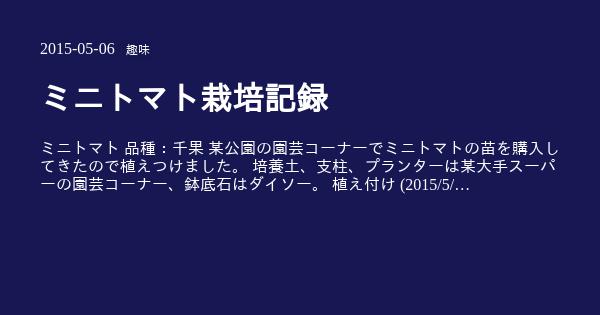 2015-05-06 趣味
ミニトマト栽培記録
ミニトマト 品種：千果 某公園の園芸コーナーでミニトマトの苗を購入し
てきたので植えつけました。 培養土、支柱、プランターは某大手スーパ
ーの園芸コーナー、鉢底石はダイソー。 植え付け (2015/5/…